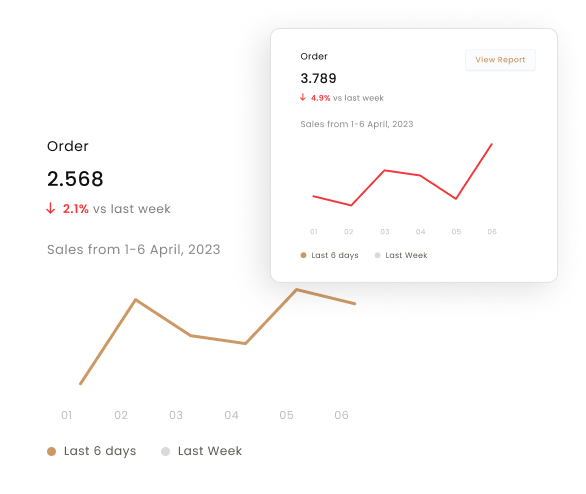 Order
2.568
2.1% vs last week
Sales from 1-6 April, 2023
01 02 03 04 05 06
Last 6 days Last Week
Order
View Report
3.789
4.9% vs last week
Sales from 1-6 April, 2023
01 02 03 04 05 06
Last 6 days Last Week